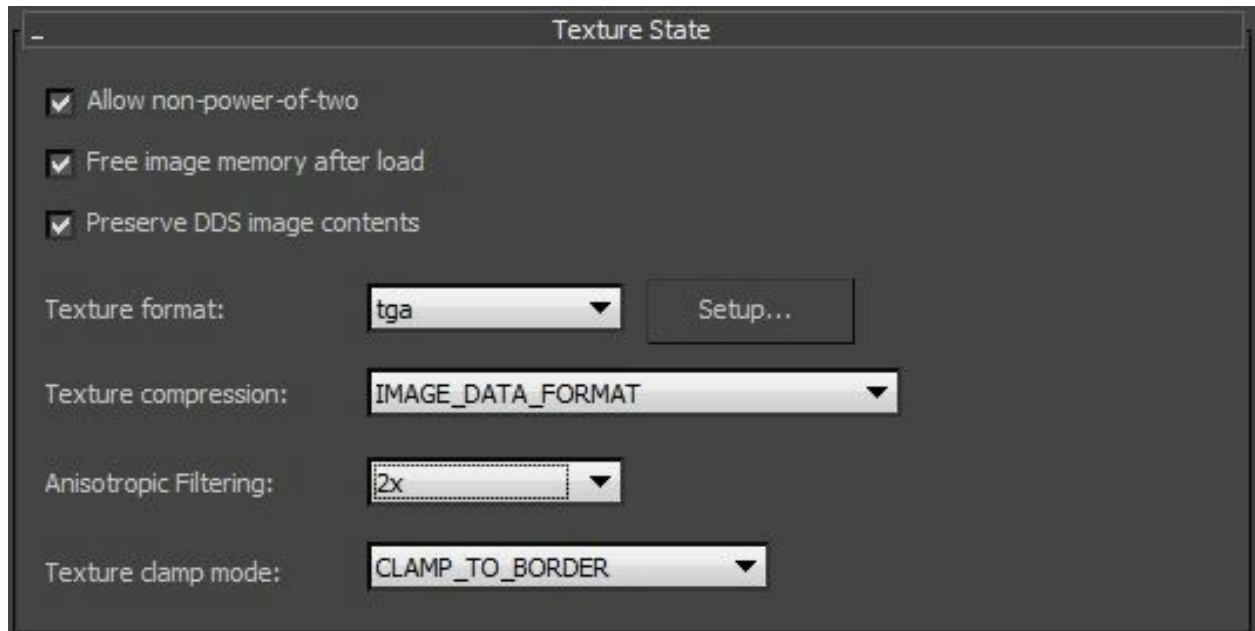 Texture State
Allow non-power-of-two
Free image memory after load
Preserve DDS image contents
Texture format: tga Setup...
Texture compression: IMAGE_DATA_FORMAT
Anisotropic Filtering: 2x
Texture clamp mode: CLAMP_TO_BORDER